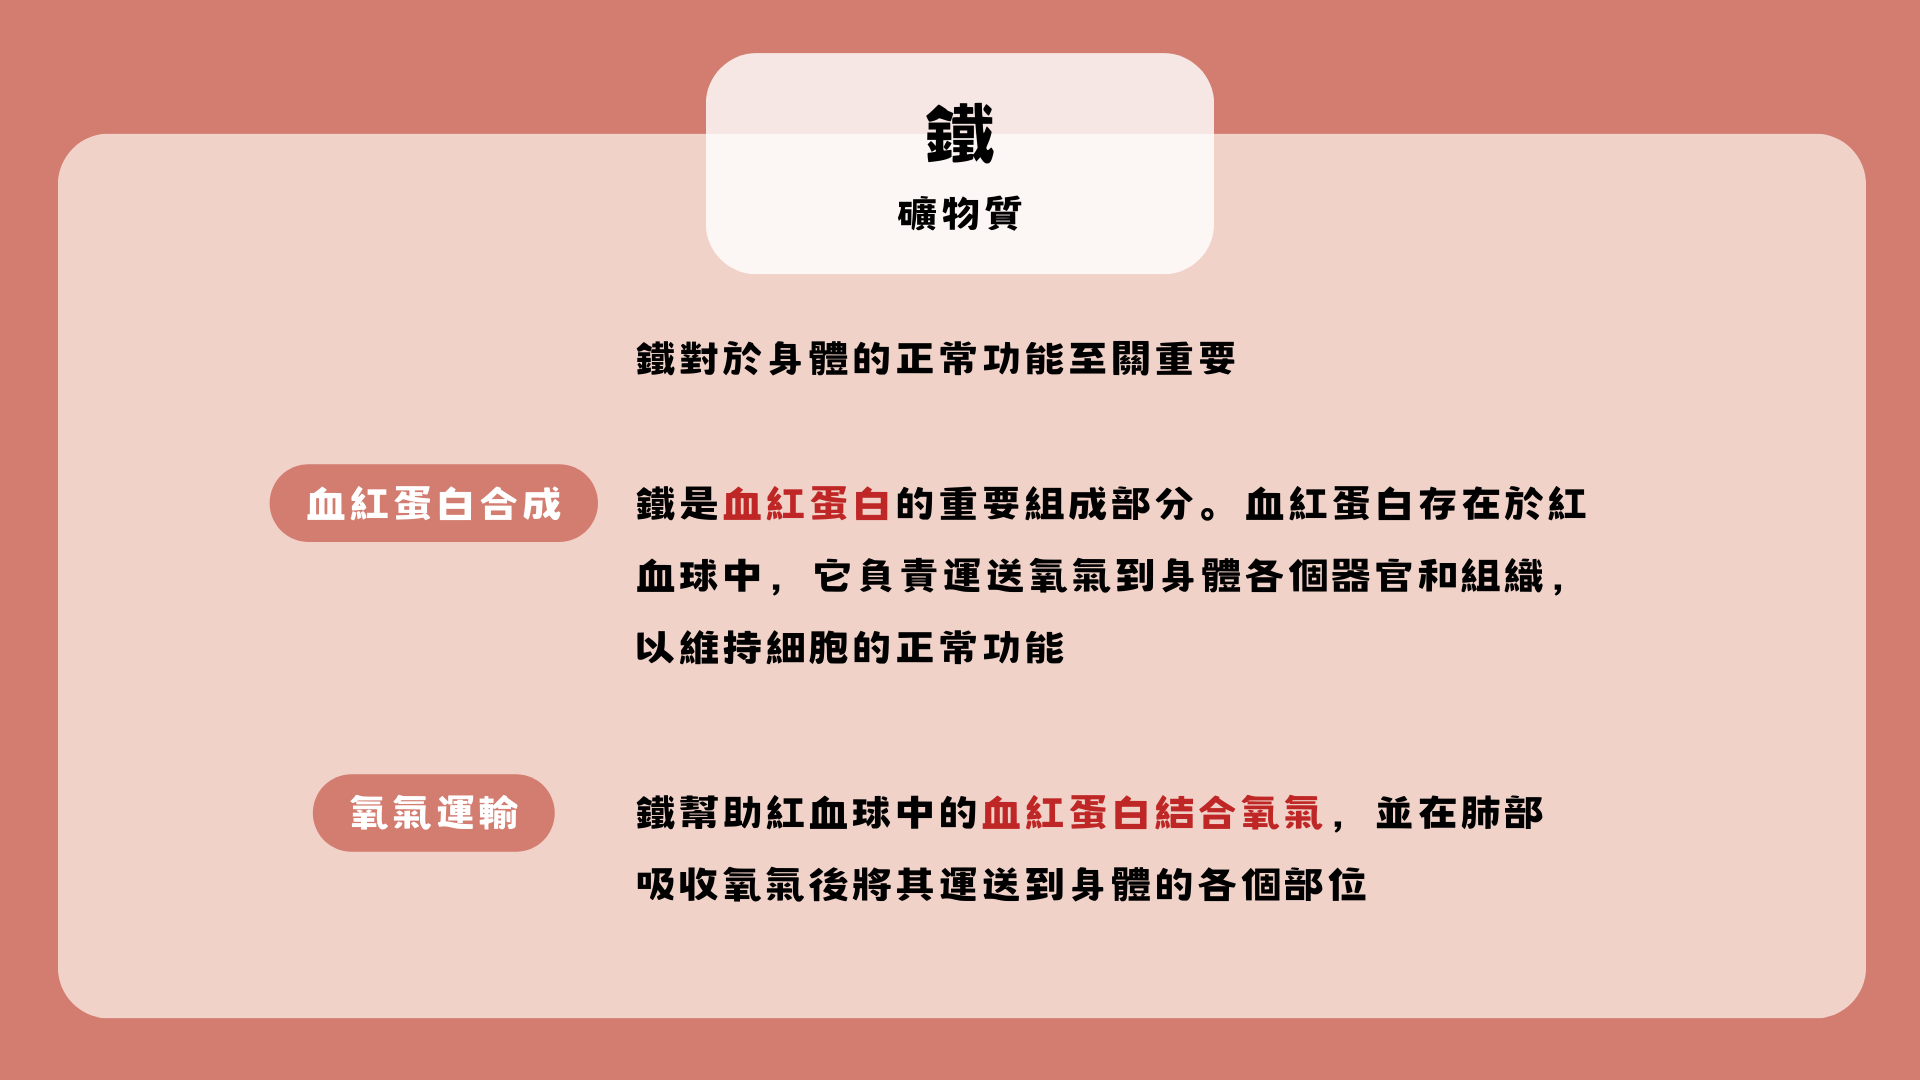 鐵
礦物質
鐵對於身體的正常功能至關重要
血紅蛋白合成
鐵是血紅蛋白的重要組成部分。血紅蛋白存在於紅
血球中，它負責運送氧氣到身體各個器官和組織，
以維持細胞的正常功能
氧氣運輸
鐵幫助紅血球中的血紅蛋白結合氧氣，並在肺部
吸收氧氣後將其運送到身體的各個部位